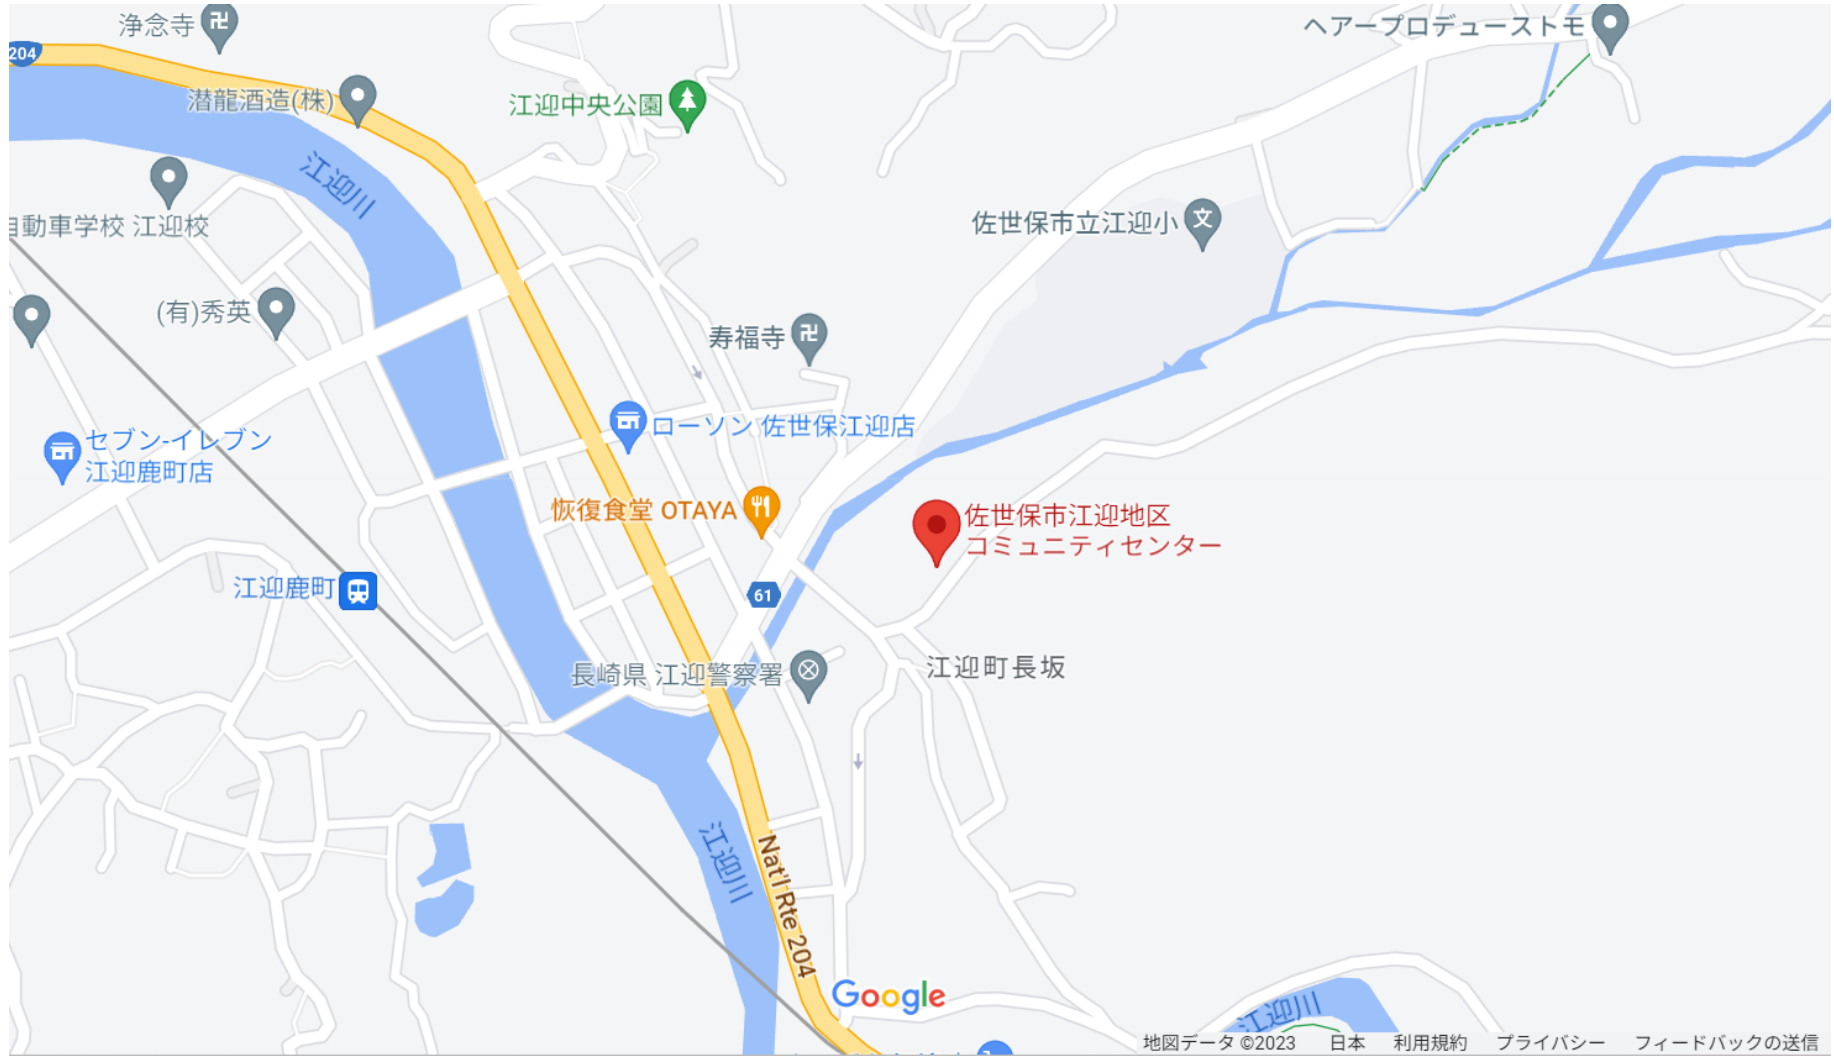 浄念寺
ヘアープロデューストモ
204
潜龍酒造(株)
江迎中央公園
江迎川
自動車学校 江迎校
佐世保市立江迎小
(有)秀英
寿福寺
セブン-イレブン
江迎鹿町店
ローソン 佐世保江迎店
恢復食堂 OTAYA
佐世保市江迎地区
コミュニティセンター
江迎鹿町
61
長崎県 江迎警察署
江迎町長坂
江迎川
Nat'l Rte 204
Google
江迎川
地図データ ©2023 日本 利用規約 プライバシー フィードバックの送信